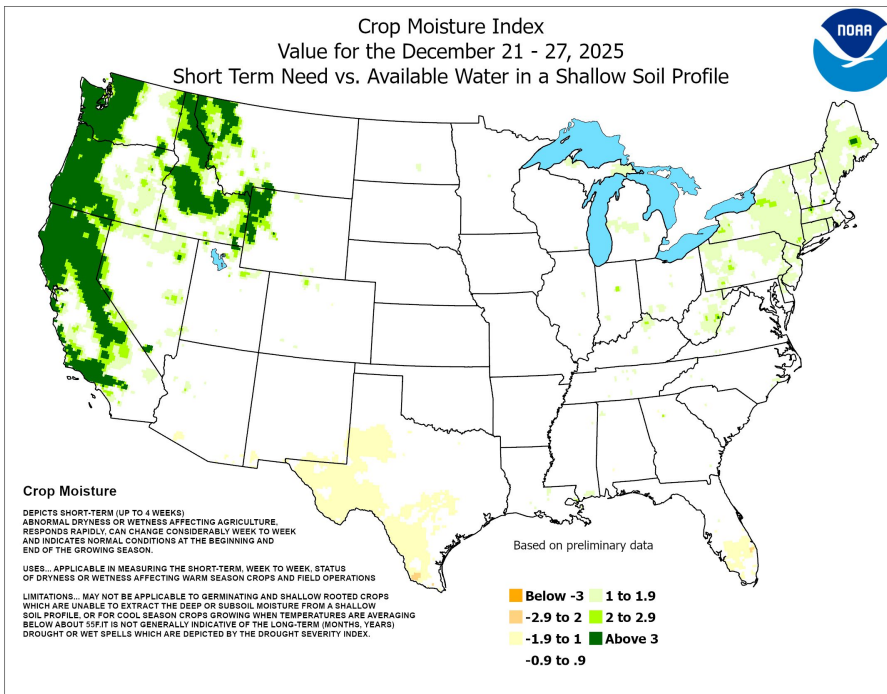 Crop Moisture Index
Value for the December 21 - 27, 2025
Short Term Need vs. Available Water in a Shallow Soil Profile
NOAA
Crop Moisture
DEPICTS SHORT-TERM (UP TO 4 WEEKS)
ABNORMAL DRYNESS OR WETNESS AFFECTING AGRICULTURE,
RESPONDS RAPIDLY, CAN CHANGE CONSIDERABLY WEEK TO WEEK
AND INDICATES NORMAL CONDITIONS AT THE BEGINNING AND
END OF THE GROWING SEASON.
USES... APPLICABLE IN MEASURING THE SHORT-TERM, WEEK TO WEEK, STATUS
OF DRYNESS OR WETNESS AFFECTING WARM SEASON CROPS AND FIELD OPERATIONS
LIMITATIONS... MAY NOT BE APPLICABLE TO GERMINATING AND SHALLOW ROOTED CROPS
WHICH ARE UNABLE TO EXTRACT THE DEEP OR SUBSOIL MOISTURE FROM A SHALLOW
SOIL PROFILE, OR FOR COOL SEASON CROPS GROWING WHEN TEMPERATURES ARE AVERAGING
BELOW ABOUT 55F.IT IS NOT GENERALLY INDICATIVE OF THE LONG-TERM (MONTHS, YEARS)
DROUGHT OR WET SPELLS WHICH ARE DEPICTED BY THE DROUGHT SEVERITY INDEX.
Based on preliminary data
Below -3
-2.9 to 2
-1.9 to 1
-0.9 to .9
1 to 1.9
2 to 2.9
Above 3